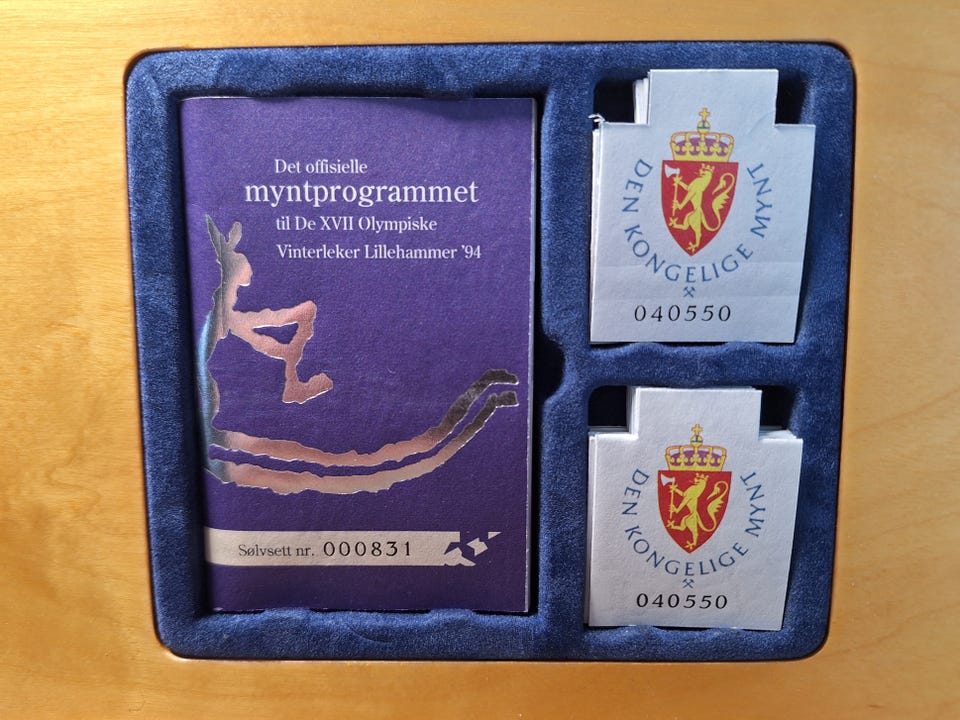 Det offisielle
myntprogrammet
til De XVII Olympiske
Vinterleker Lillehammer '94
Sølvsett nr. 000831
DEN KONGELIGE MYNT
040550
DEN KONGELIGE MYNT
040550